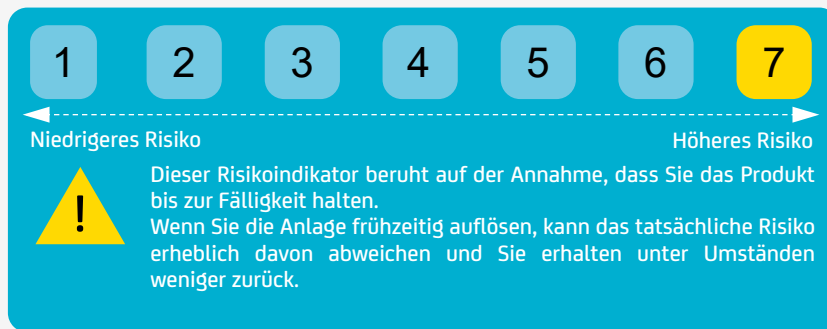 1 2 3 4 5 6 7
Niedrigeres Risiko Höheres Risiko
Dieser Risikoindikator beruht auf der Annahme, dass Sie das Produkt
bis zur Fälligkeit halten.
!
Wenn Sie die Anlage frühzeitig auflösen, kann das tatsächliche Risiko
erheblich davon abweichen und Sie erhalten unter Umständen
weniger zurück.